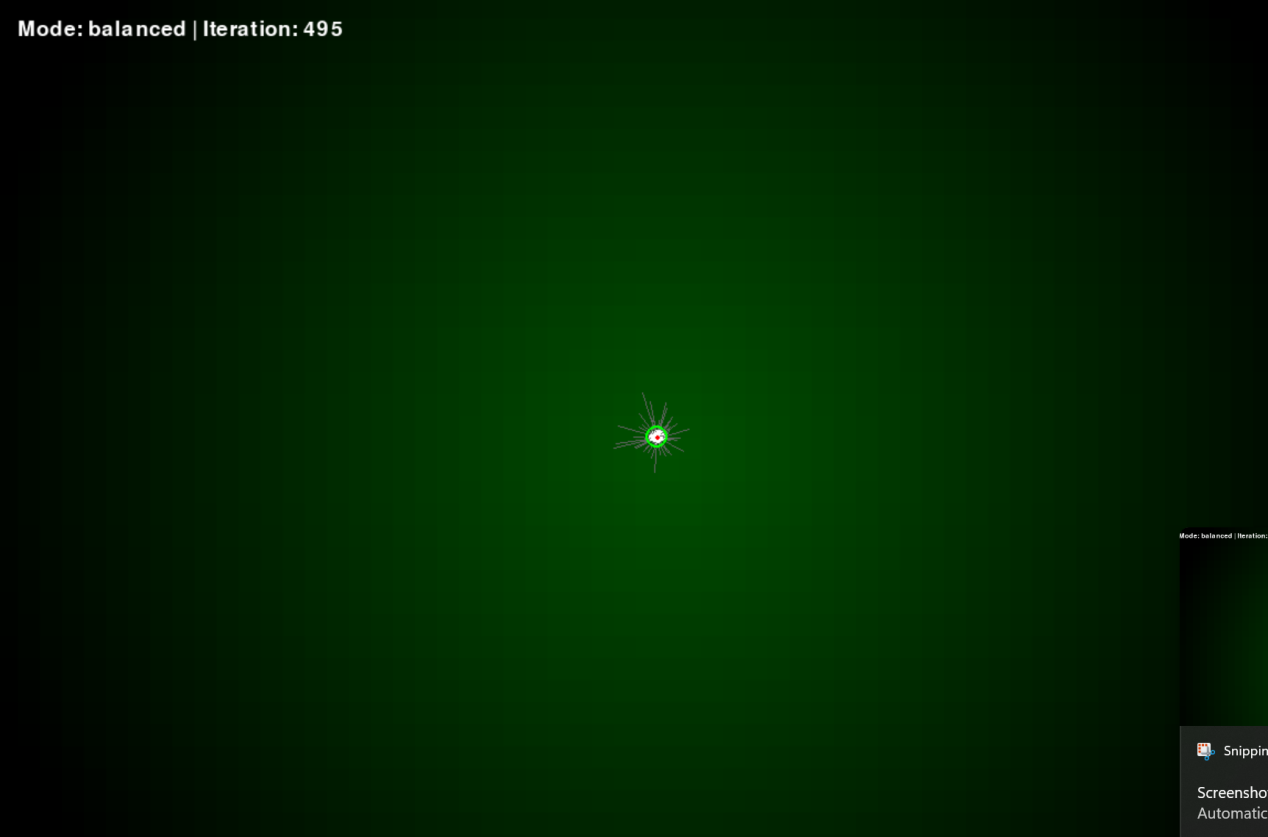 Mode: balanced | Iteration: 495
Mode: balanced | Iteration:
Snippin
Screensho
Automatic